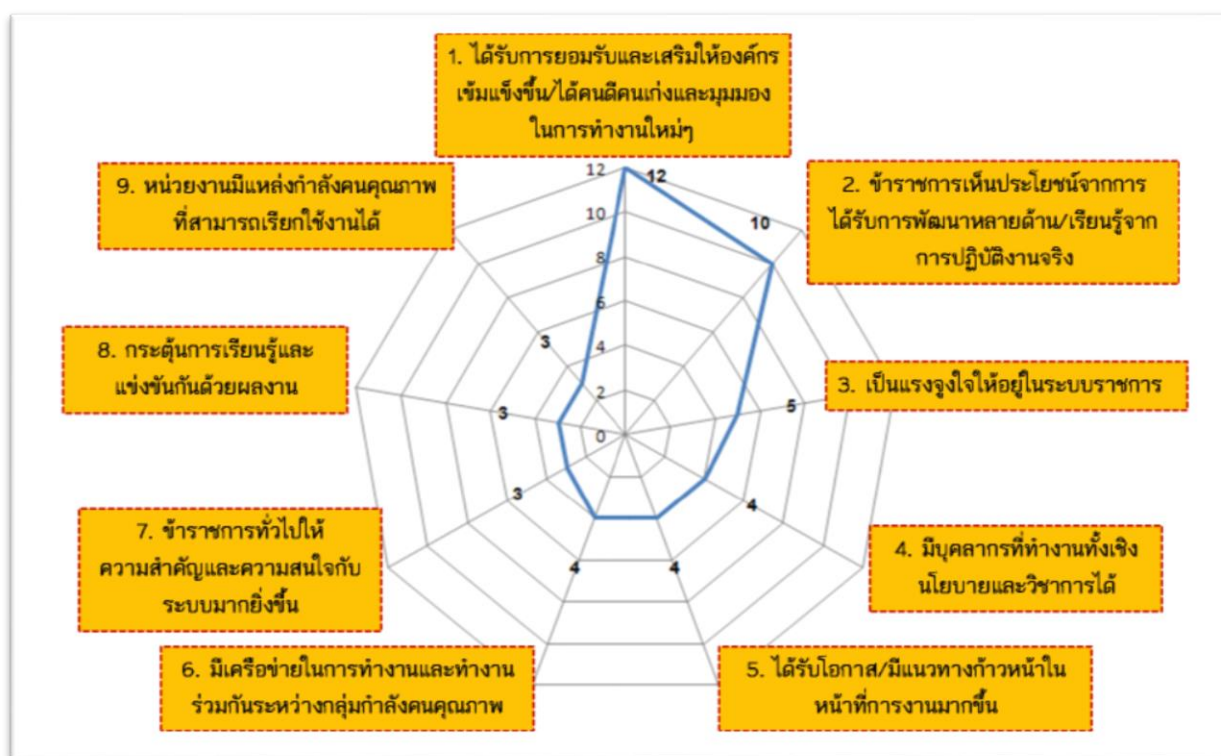 1. ได้รับการยอมรับและเสริมให้องค์กร
เข้มแข็งขึ้น/ได้คนดีคนเก่งและมุมมอง
ในการทำงานใหม่ๆ
2. ข้าราชการเห็นประโยชน์จากการ
ได้รับการพัฒนาหลายด้าน/เรียนรู้จาก
การปฏิบัติงานจริง
3. เป็นแรงจูงใจให้อยู่ในระบบราชการ
4. มีบุคลากรที่ทำงานทั้งเชิง
นโยบายและวิชาการได้
5. ได้รับโอกาส/มีแนวทางก้าวหน้าใน
หน้าที่การงานมากขึ้น
6. มีเครือข่ายในการทำงานและทำงาน
ร่วมกันระหว่างกลุ่มกำลังคนคุณภาพ
7. ข้าราชการทั่วไปให้
ความสำคัญและความสนใจกับ
ระบบมากยิ่งขึ้น
8. กระตุ้นการเรียนรู้และ
แข่งขันกันด้วยผลงาน
9. หน่วยงานมีแหล่งกำลังคนคุณภาพ
ที่สามารถเรียกใช้งานได้
12
10
8
6
4
2
0
12
10
5
4
4
4
3
3
3